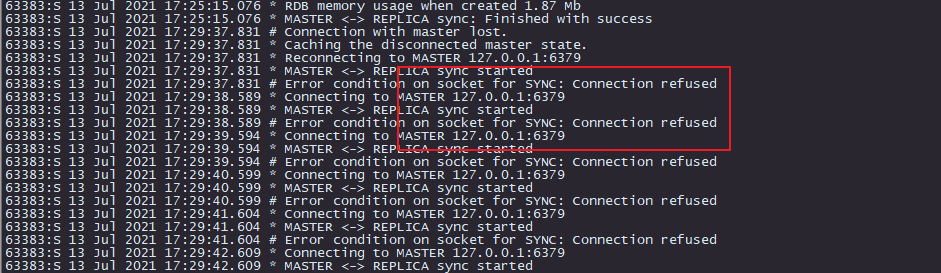 63383:S 13 Jul 2021 17:25:15.076 * RDB memory usage when created 1.87 Mb
63383:S 13 Jul 2021 17:25:15.076 * MASTER <-> REPLICA sync: Finished with success
63383:S 13 Jul 2021 17:29:37.831 # Connection with master lost.
63383:S 13 Jul 2021 17:29:37.831 * Caching the disconnected master state.
63383:S 13 Jul 2021 17:29:37.831 * Reconnecting to MASTER 127.0.0.1:6379
63383:S 13 Jul 2021 17:29:37.831 * MASTER <-> REPLICA sync started
63383:S 13 Jul 2021 17:29:37.831 # Error condition on socket for SYNC: Connection refused
63383:S 13 Jul 2021 17:29:38.589 * Connecting to MASTER 127.0.0.1:6379
63383:S 13 Jul 2021 17:29:38.589 * MASTER <-> REPLICA sync started
63383:S 13 Jul 2021 17:29:38.589 # Error condition on socket for SYNC: Connection refused
63383:S 13 Jul 2021 17:29:39.594 * Connecting to MASTER 127.0.0.1:6379
63383:S 13 Jul 2021 17:29:39.594 * MASTER <-> REPLICA sync started
63383:S 13 Jul 2021 17:29:39.594 # Error condition on socket for SYNC: Connection refused
63383:S 13 Jul 2021 17:29:40.599 * Connecting to MASTER 127.0.0.1:6379
63383:S 13 Jul 2021 17:29:40.599 * MASTER <-> REPLICA sync started
63383:S 13 Jul 2021 17:29:40.599 # Error condition on socket for SYNC: Connection refused
63383:S 13 Jul 2021 17:29:41.604 * Connecting to MASTER 127.0.0.1:6379
63383:S 13 Jul 2021 17:29:41.604 * MASTER <-> REPLICA sync started
63383:S 13 Jul 2021 17:29:41.604 # Error condition on socket for SYNC: Connection refused
63383:S 13 Jul 2021 17:29:42.609 * Connecting to MASTER 127.0.0.1:6379
63383:S 13 Jul 2021 17:29:42.609 * MASTER <-> REPLICA sync started